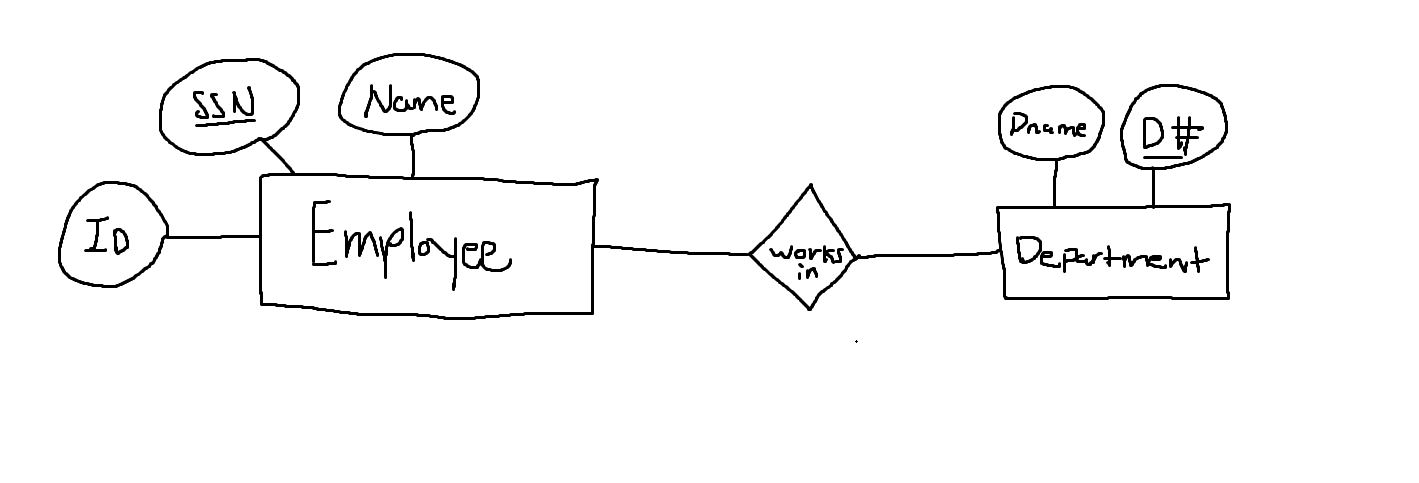 SSN
Name
ID
Employee
works
in
Dname
D#
Department